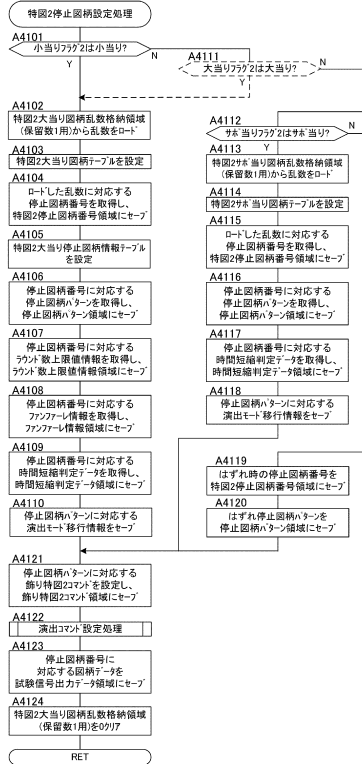 特図2停止図柄設定処理
A4101
小当りフラグ2は小当り?
N
Y
A4111
大当りフラグ2は大当り?
N
Y
A4102
特図2大当り図柄乱数格納領域
(保留数1用)から乱数をロード
A4103
特図2大当り図柄テーブルを設定
A4104
ロードした乱数に対応する
停止図柄番号を取得し、
特図2停止図柄番号領域にセーブ
A4105
特図2大当り停止図柄情報テーブル
を設定
A4106
停止図柄番号に対応する
停止図柄パターンを取得し、
停止図柄パターン領域にセーブ
A4107
停止図柄番号に対応する
ラウンド数上限値情報を取得し、
ラウンド数上限値情報領域にセーブ
A4108
停止図柄番号に対応する
ファンファーレ情報を取得し、
ファンファーレ情報領域にセーブ
A4109
停止図柄番号に対応する
時間短縮判定データを取得し、
時間短縮判定データ領域にセーブ
A4110
停止図柄パターンに対応する
演出モード移行情報をセーブ
A4112
サポ当りフラグ2はサポ当り?
N
Y
A4113
特図2サポ当り図柄乱数格納領域
(保留数1用)から乱数をロード
A4114
特図2サポ当り図柄テーブルを設定
A4115
ロードした乱数に対応する
停止図柄番号を取得し、
特図2停止図柄番号領域にセーブ
A4116
停止図柄番号に対応する
停止図柄パターンを取得し、
停止図柄パターン領域にセーブ
A4117
停止図柄番号に対応する
時間短縮判定データを取得し、
時間短縮判定データ領域にセーブ
A4118
停止図柄パターンに対応する
演出モード移行情報をセーブ
A4119
はずれ時の停止図柄番号を
特図2停止図柄番号領域にセーブ
A4120
はずれ停止図柄パターンを
停止図柄パターン領域にセーブ
A4121
停止図柄パターンに対応する
飾り特図2コマンドを設定し、
飾り特図2コマンド領域にセーブ
A4122
演出コマンド設定処理
A4123
停止図柄番号に
対応する図柄データを
試験信号出力データ領域にセーブ
A4124
特図2大当り図柄乱数格納領域
(保留数1用)を0クリア
RET